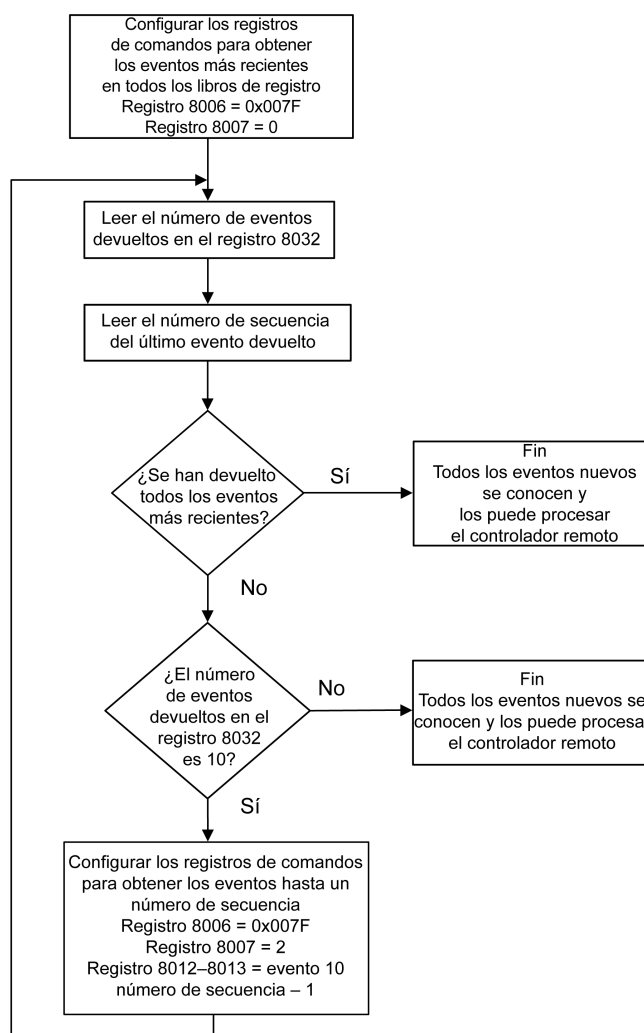 Configurar los registros
de comandos para obtener
los eventos más recientes
en todos los libros de registro
Registro 8006 = 0x007F
Registro 8007 = 0
Leer el número de eventos
devueltos en el registro 8032
Leer el número de secuencia
del último evento devuelto
¿Se han devuelto
todos los eventos
más recientes?
Sí
Fin
Todos los eventos nuevos
se conocen y
los puede procesar
el controlador remoto
No
¿El número
de eventos
devueltos en el
registro 8032
es 10?
No
Fin
Todos los eventos nuevos se
conocen y los puede procesar
el controlador remoto
Sí
Configurar los registros de comandos
para obtener los eventos hasta un
número de secuencia
Registro 8006 = 0x007F
Registro 8007 = 2
Registro 8012–8013 = evento 10
número de secuencia – 1